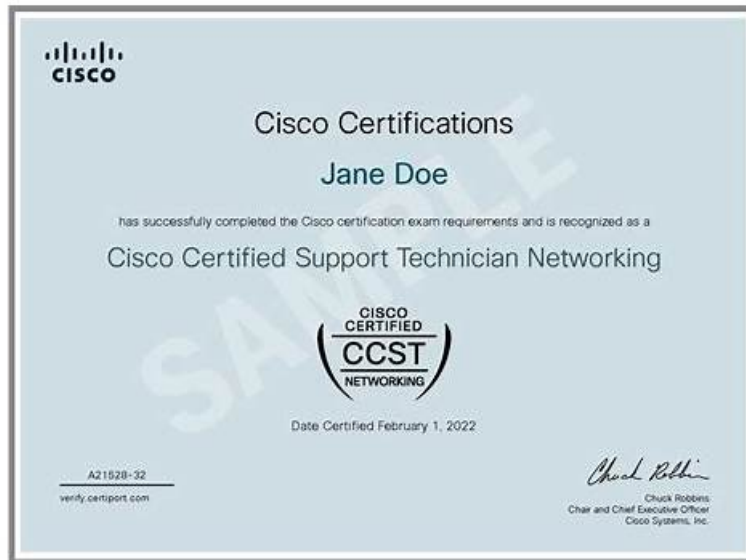 CISCO
Cisco Certifications
Jane Doe
has successfully completed the Cisco certification exam requirements and is recognized as a
Cisco Certified Support Technician Networking
SAMPLE
CISCO
CERTIFIED
CCST
NETWORKING
Date Certified February 1, 2022
A21528-32
verify.certiport.com
Chuck Robbins
Chuck Robbins
Chair and Chief Executive Officer
Cisco Systems, Inc.